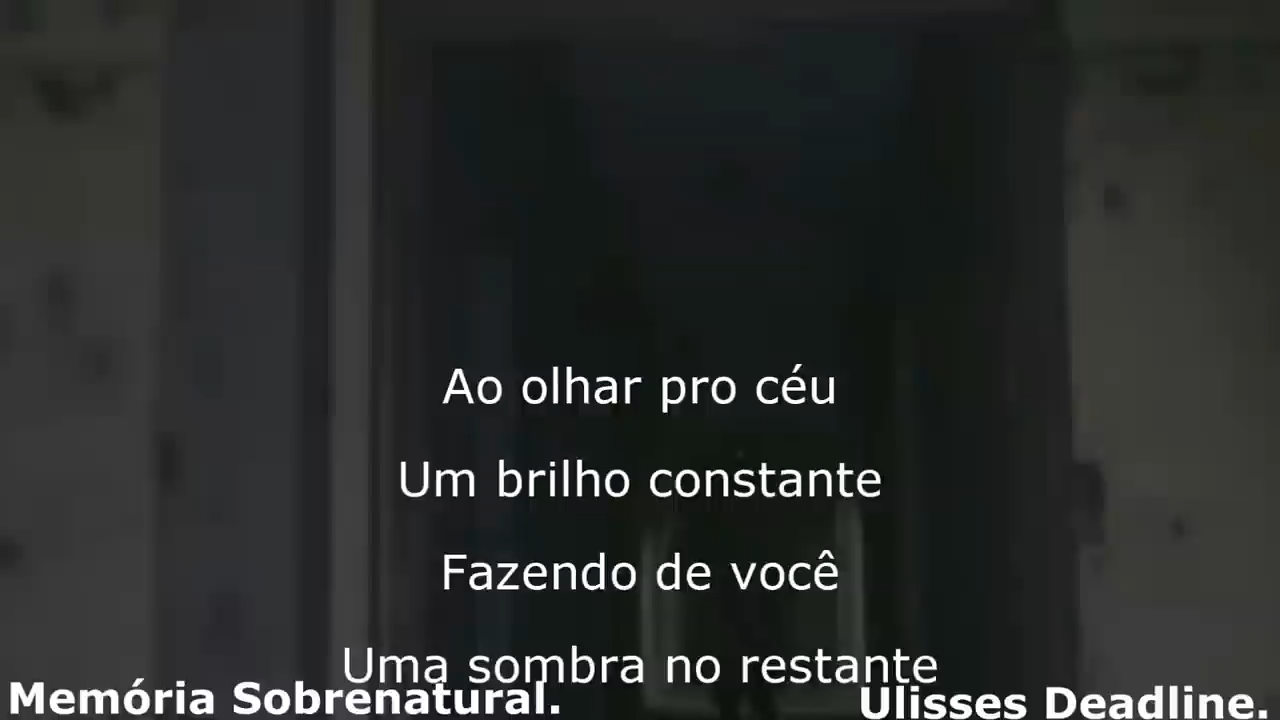 Ao olhar pro céu
Um brilho constante
Fazendo de você
Uma sombra no restante
Memória Sobrenatural.
Ulisses Deadline.